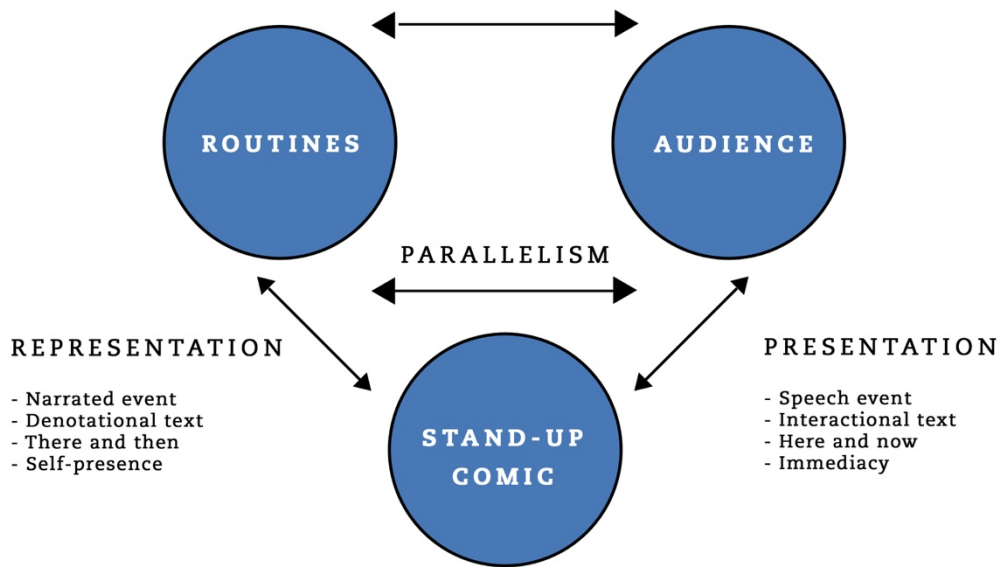 ROUTINES
AUDIENCE
PARALLELISM
REPRESENTATION
- Narrated event
- Denotational text
- There and then
- Self-presence
PRESENTATION
- Speech event
- Interactional text
- Here and now
- Immediacy
STAND-UP
COMIC